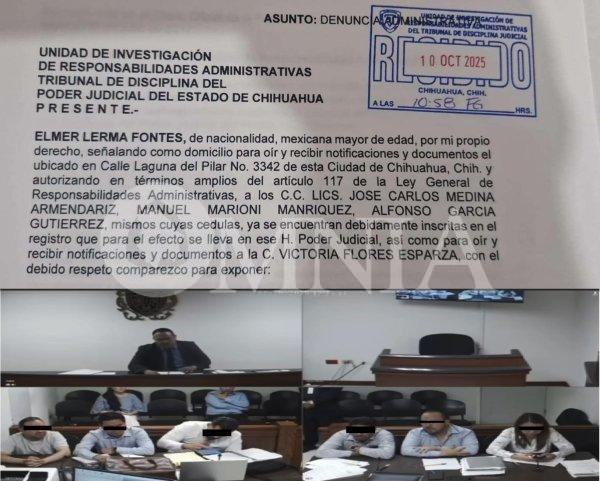 ASUNTO: DENUNCIA ADMINISTRATIVA
UNIDAD DE INVESTIGACIÓN
DE RESPONSABILIDADES ADMINISTRATIVAS
DEL TRIBUNAL DE DISCIPLINA JUDICIAL
RECIBIDO
10 OCT 2025
CHIHUAHUA, CHIH.
A LAS 10:58 FG HRS.
UNIDAD DE INVESTIGACIÓN
DE RESPONSABILIDADES ADMINISTRATIVAS
TRIBUNAL DE DISCIPLINA DEL
PODER JUDICIAL DEL ESTADO DE CHIHUAHUA
P R E S E N T E.-
ELMER LERMA FONTES, de nacionalidad, mexicana mayor de edad, por mi propio
derecho, señalando como domicilio para oír y recibir notificaciones y documentos el
ubicado en Calle Laguna del Pilar No. 3342 de esta Ciudad de Chihuahua, Chih. y
autorizando en términos amplios del artículo 117 de la Ley General de
Responsabilidades Administrativas, a los C.C. LICS. JOSE CARLOS MEDINA
ARMENDARIZ, MANUEL MARIONI MANRIQUEZ, ALFONSO GARCIA
GUTIERREZ, mismos cuyas cedulas, ya se encuentran debidamente inscritas en el
registro que para el efecto se lleva en ese H. Poder Judicial, así como para oír y
recibir notificaciones y documentos a la C. VICTORIA FLORES ESPARZA, con el
debido respeto comparezco para exponer:
OMNIA